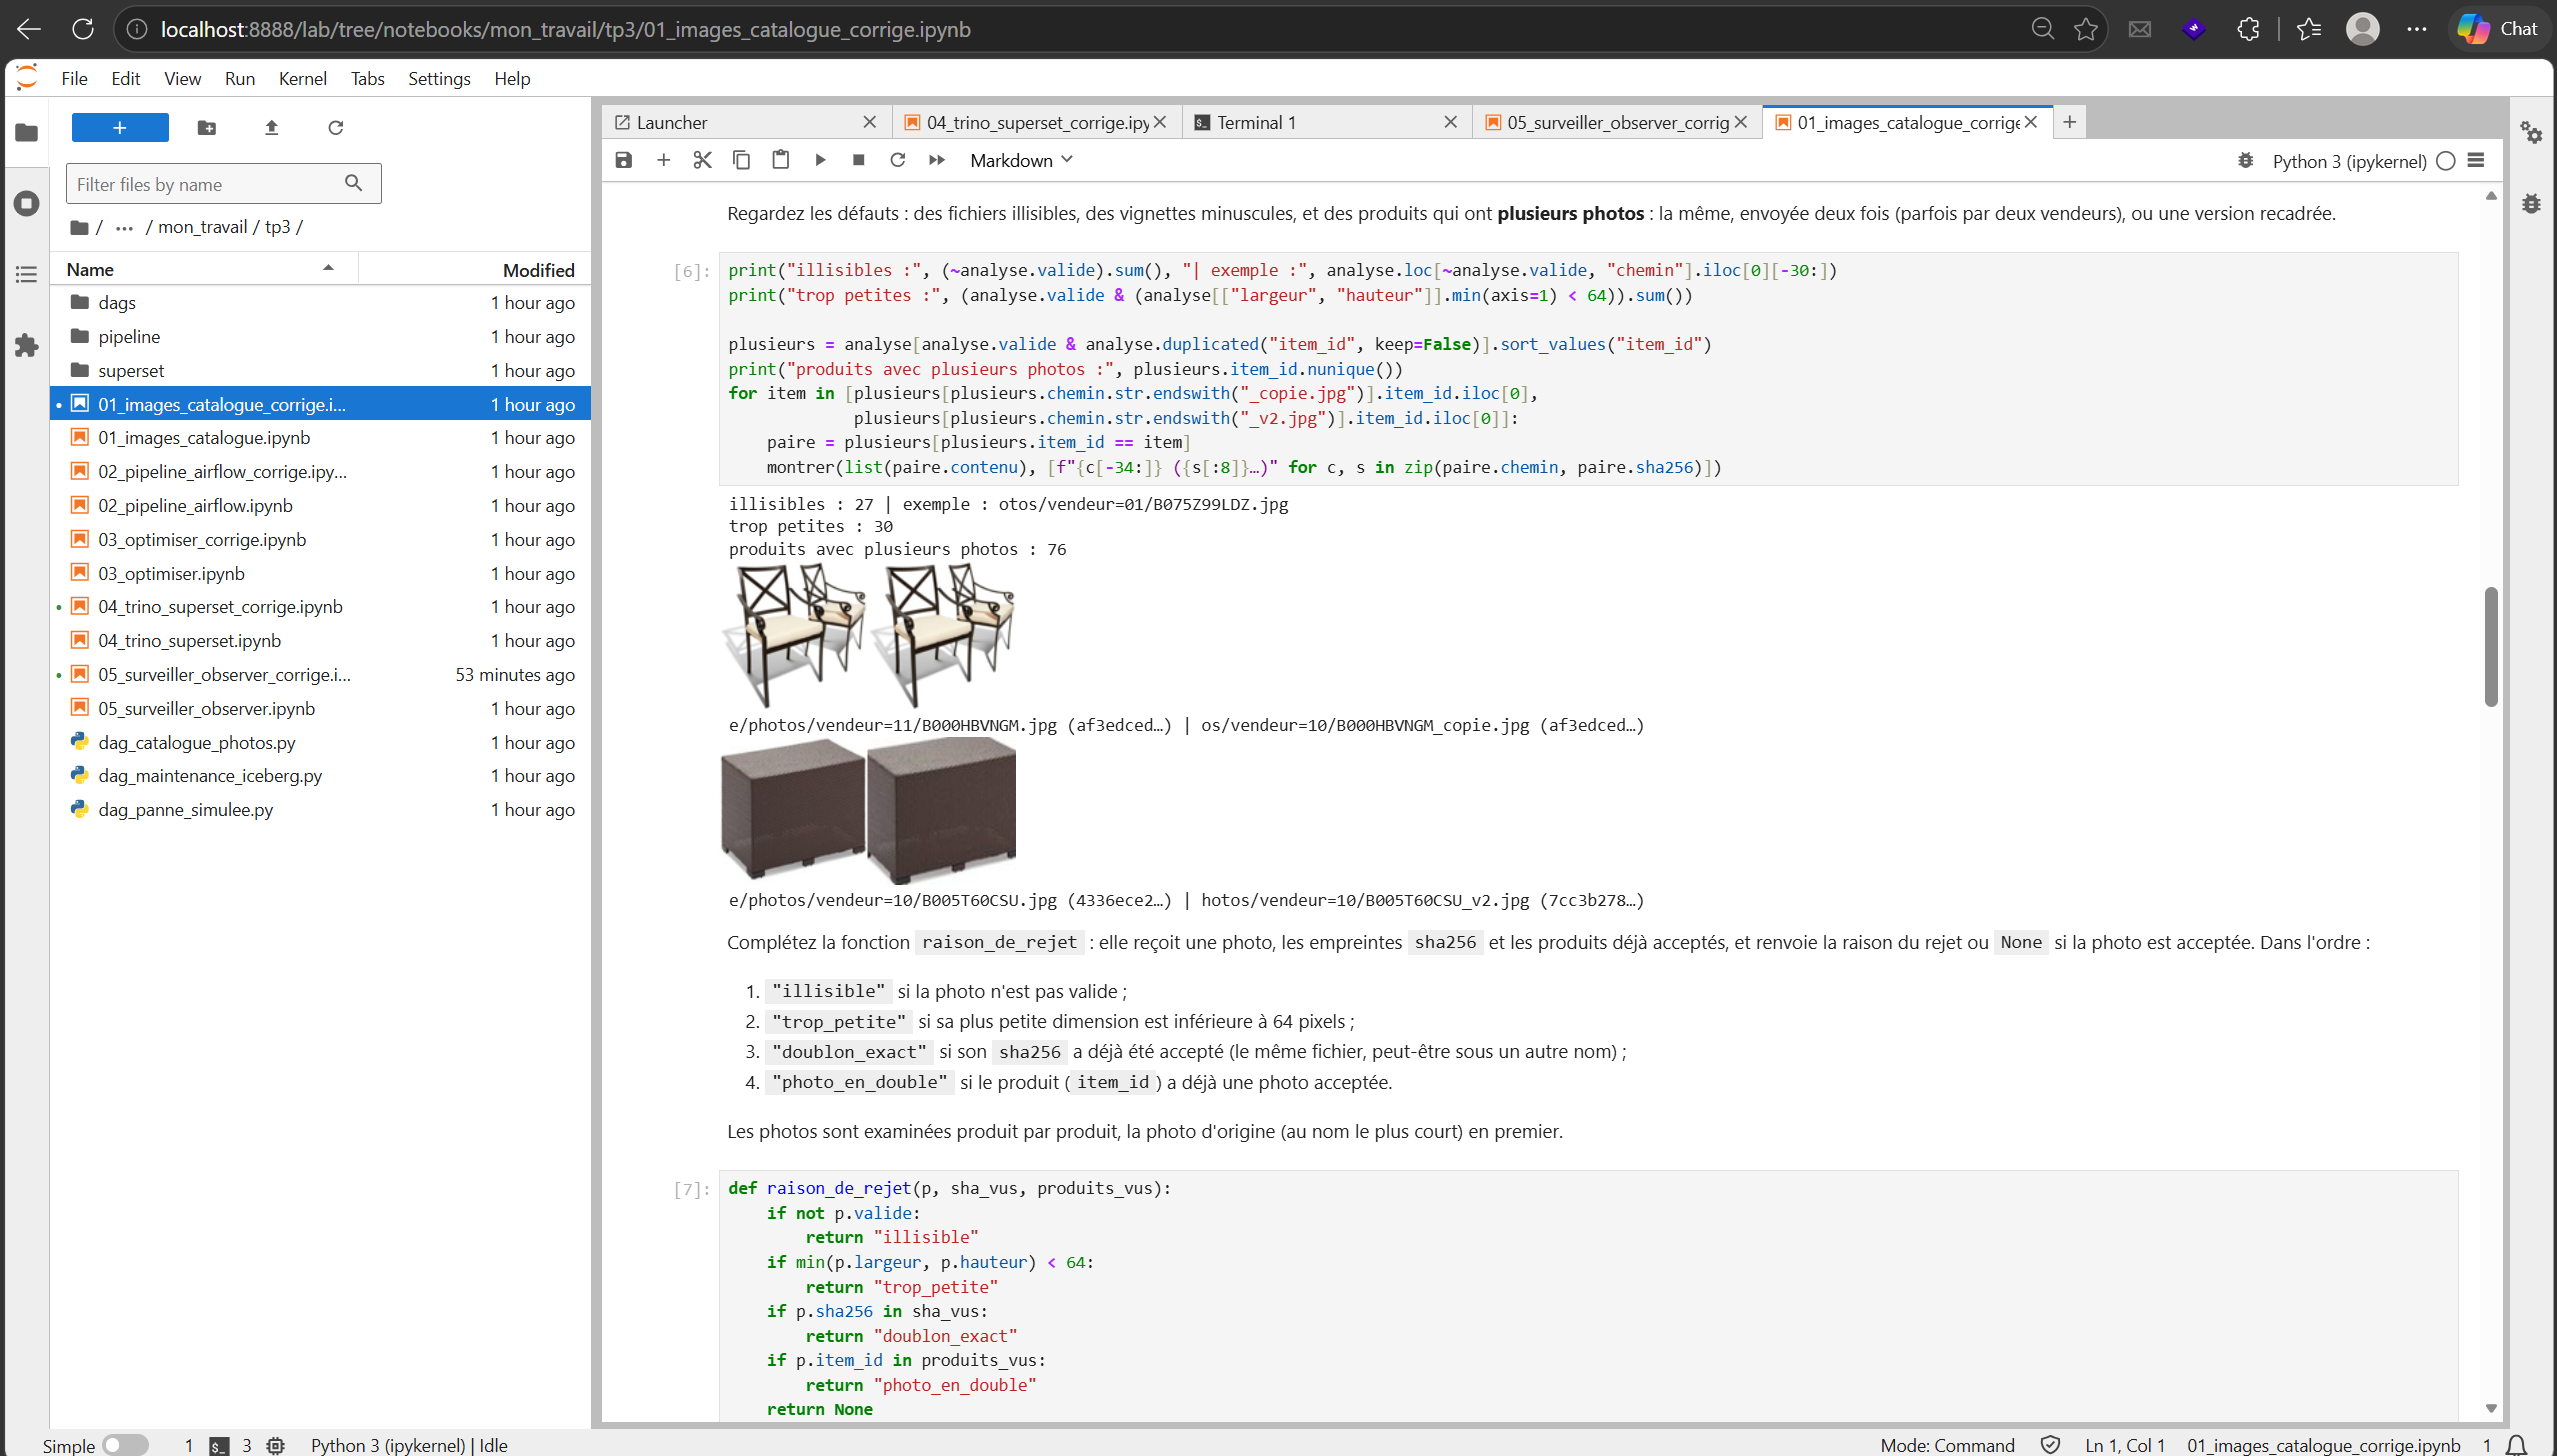 localhost:8888/lab/tree/notebooks/mon_travail/tp3/01_images_catalogue_corrige.ipynb
Chat
File Edit View Run Kernel Tabs Settings Help
Filter files by name
/ ... / mon_travail / tp3 /
Name Modified
dags 1 hour ago
pipeline 1 hour ago
superset 1 hour ago
01_images_catalogue_corrige.i... 1 hour ago
01_images_catalogue.ipynb 1 hour ago
02_pipeline_airflow_corrige.ipy... 1 hour ago
02_pipeline_airflow.ipynb 1 hour ago
03_optimiser_corrige.ipynb 1 hour ago
03_optimiser.ipynb 1 hour ago
04_trino_superset_corrige.ipynb 1 hour ago
04_trino_superset.ipynb 1 hour ago
05_surveiller_observer_corrige.i... 53 minutes ago
05_surveiller_observer.ipynb 1 hour ago
dag_catalogue_photos.py 1 hour ago
dag_maintenance_iceberg.py 1 hour ago
dag_panne_simulee.py 1 hour ago
Launcher 04_trino_superset_corrige.ipy Terminal 1 05_surveiller_observer_corrig 01_images_catalogue_corrige
Markdown Python 3 (ipykernel)
Regardez les défauts : des fichiers illisibles, des vignettes minuscules, et des produits qui ont plusieurs photos : la même, envoyée deux fois (parfois par deux vendeurs), ou une version recadrée.
[6]: print("illisibles :", (~analyse.valide).sum(), "| exemple :", analyse.loc[~analyse.valide, "chemin"].iloc[0][-30:])
print("trop petites :", (analyse.valide & (analyse[["largeur", "hauteur"]].min(axis=1) < 64)).sum())
plusieurs = analyse[analyse.valide & analyse.duplicated("item_id", keep=False)].sort_values("item_id")
print("produits avec plusieurs photos :", plusieurs.item_id.nunique())
for item in [plusieurs[plusieurs.chemin.str.endswith("_copie.jpg")].item_id.iloc[0],
plusieurs[plusieurs.chemin.str.endswith("_v2.jpg")].item_id.iloc[0]]:
paire = plusieurs[plusieurs.item_id == item]
montrer(list(paire.contenu), [f"{c[-34:]} ({s[:8]}…)" for c, s in zip(paire.chemin, paire.sha256)])
illisibles : 27 | exemple : otos/vendeur=01/B075Z99LDZ.jpg
trop petites : 30
produits avec plusieurs photos : 76
e/photos/vendeur=11/B000HBVNGM.jpg (af3edced…) | os/vendeur=10/B000HBVNGM_copie.jpg (af3edced…)
e/photos/vendeur=10/B005T60CSU.jpg (4336ece2…) | hotos/vendeur=10/B005T60CSU_v2.jpg (7cc3b278…)
Complétez la fonction raison_de_rejet : elle reçoit une photo, les empreintes sha256 et les produits déjà acceptés, et renvoie la raison du rejet ou None si la photo est acceptée. Dans l'ordre :
1. "illisible" si la photo n'est pas valide ;
2. "trop_petite" si sa plus petite dimension est inférieure à 64 pixels ;
3. "doublon_exact" si son sha256 a déjà été accepté (le même fichier, peut-être sous un autre nom) ;
4. "photo_en_double" si le produit ( item_id ) a déjà une photo acceptée.
Les photos sont examinées produit par produit, la photo d'origine (au nom le plus court) en premier.
[7]: def raison_de_rejet(p, sha_vus, produits_vus):
if not p.valide:
return "illisible"
if min(p.largeur, p.hauteur) < 64:
return "trop_petite"
if p.sha256 in sha_vus:
return "doublon_exact"
if p.item_id in produits_vus:
return "photo_en_double"
return None
Simple 1 3 Python 3 (ipykernel) | Idle Mode: Command Ln 1, Col 1 01_images_catalogue_corrige.ipynb 1